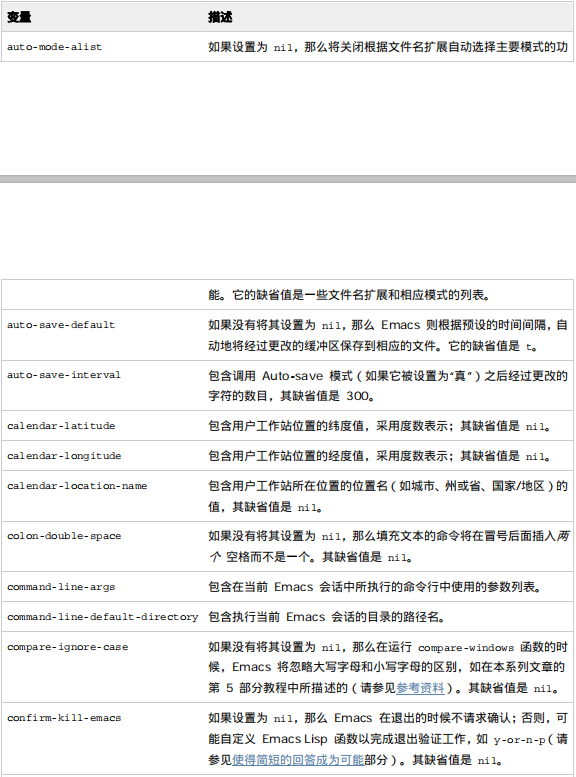 变量 描述
auto-mode-alist 如果设置为 nil，那么将关闭根据文件名扩展自动选择主要模式的功
能。它的缺省值是一些文件名扩展和相应模式的列表。
auto-save-default 如果没有将其设置为 nil，那么 Emacs 则根据预设的时间间隔，自
动地将经过更改的缓冲区保存到相应的文件。它的缺省值是 t。
auto-save-interval 包含调用 Auto-save 模式（如果它被设置为“真”）之后经过更改的
字符的数目，其缺省值是 300。
calendar-latitude 包含用户工作站位置的纬度值，采用度数表示；其缺省值是 nil。
calendar-longitude 包含用户工作站位置的经度值，采用度数表示；其缺省值是 nil。
calendar-location-name 包含用户工作站所在位置的位置名（如城市、州或省、国家/地区）的
值，其缺省值是 nil。
colon-double-space 如果没有将其设置为 nil，那么填充文本的命令将在冒号后面插入两
个 空格而不是一个。其缺省值是 nil。
command-line-args 包含在当前 Emacs 会话中所执行的命令行中使用的参数列表。
command-line-default-directory 包含执行当前 Emacs 会话的目录的路径名。
compare-ignore-case 如果没有将其设置为 nil，那么在运行 compare-windows 函数的时
候，Emacs 将忽略大写字母和小写字母的区别，如在本系列文章的
第 5 部分教程中所描述的（请参见参考资料）。其缺省值是 nil。
confirm-kill-emacs 如果设置为 nil，那么 Emacs 在退出的时候不请求确认；否则，可
能自定义 Emacs Lisp 函数以完成退出验证工作，如 y-or-n-p（请
参见使得简短的回答成为可能部分）。其缺省值是 nil。